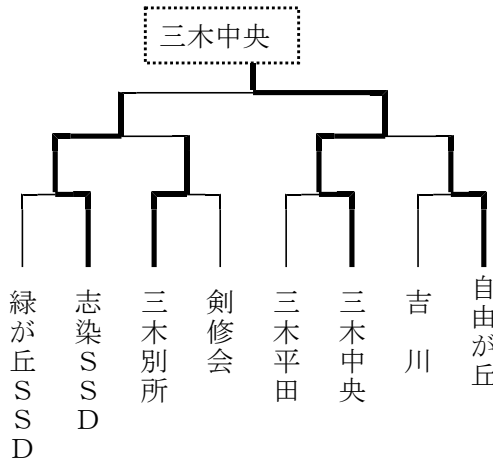 三木中央
緑が丘ＳＳＤ
志染ＳＳＤ
三木別所
剣修会
三木平田
三木中央
吉　川
自由が丘